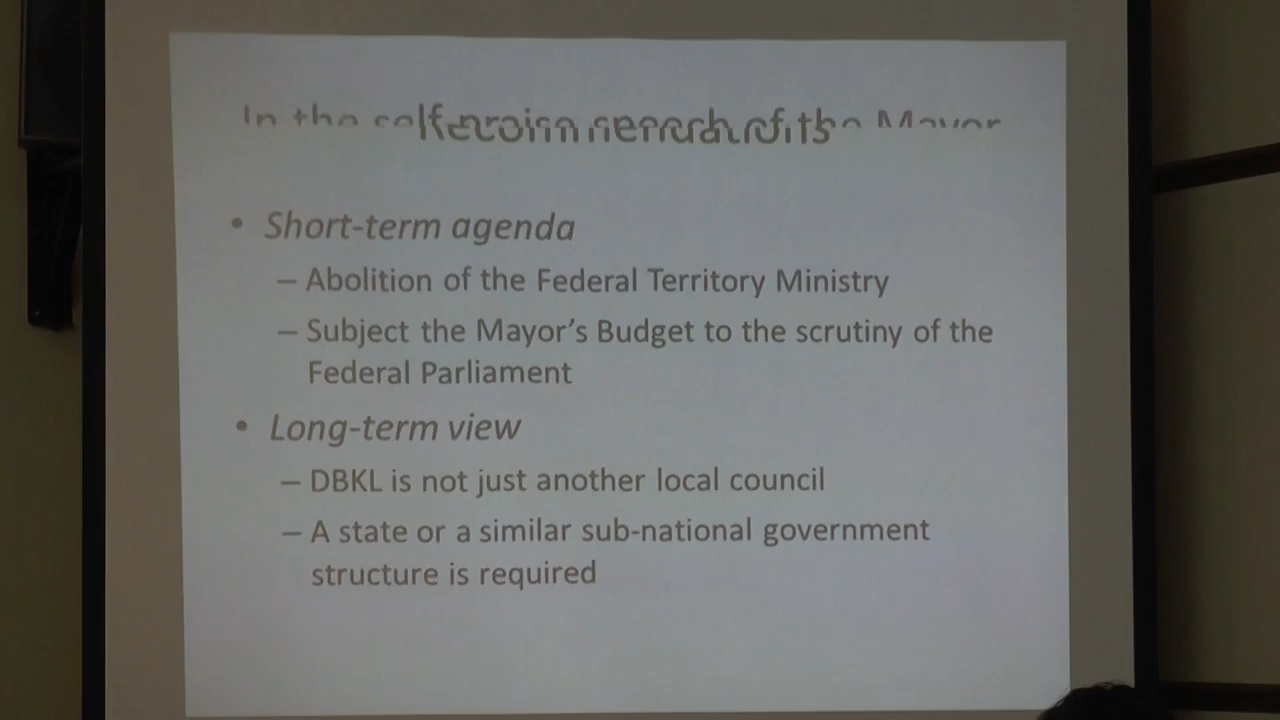 • Short-term agenda
– Abolition of the Federal Territory Ministry
– Subject the Mayor's Budget to the scrutiny of the
Federal Parliament
• Long-term view
– DBKL is not just another local council
– A state or a similar sub-national government
structure is required